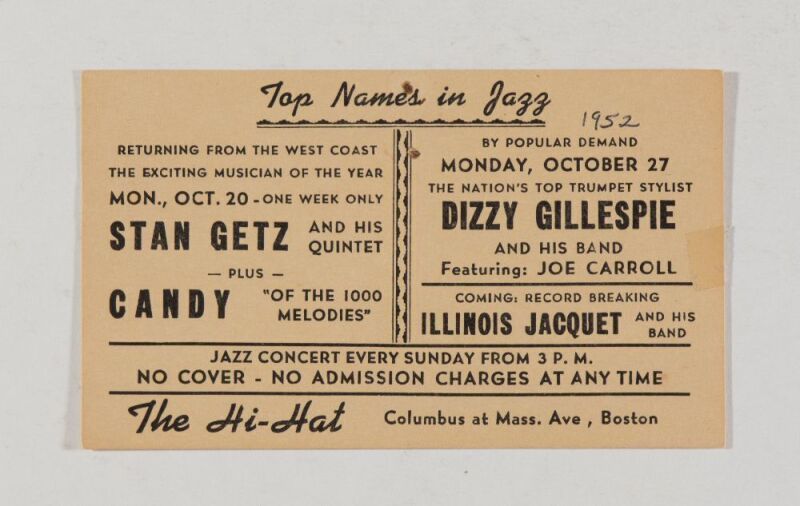 Top Names in Jazz
1952
RETURNING FROM THE WEST COAST
THE EXCITING MUSICIAN OF THE YEAR
MON., OCT. 20 - ONE WEEK ONLY
STAN GETZ AND HIS QUINTET
— PLUS —
CANDY "OF THE 1000 MELODIES"
BY POPULAR DEMAND
MONDAY, OCTOBER 27
THE NATION'S TOP TRUMPET STYLIST
DIZZY GILLESPIE
AND HIS BAND
Featuring: JOE CARROLL
COMING: RECORD BREAKING
ILLINOIS JACQUET AND HIS BAND
JAZZ CONCERT EVERY SUNDAY FROM 3 P. M.
NO COVER - NO ADMISSION CHARGES AT ANY TIME
The Hi-Hat Columbus at Mass. Ave , Boston